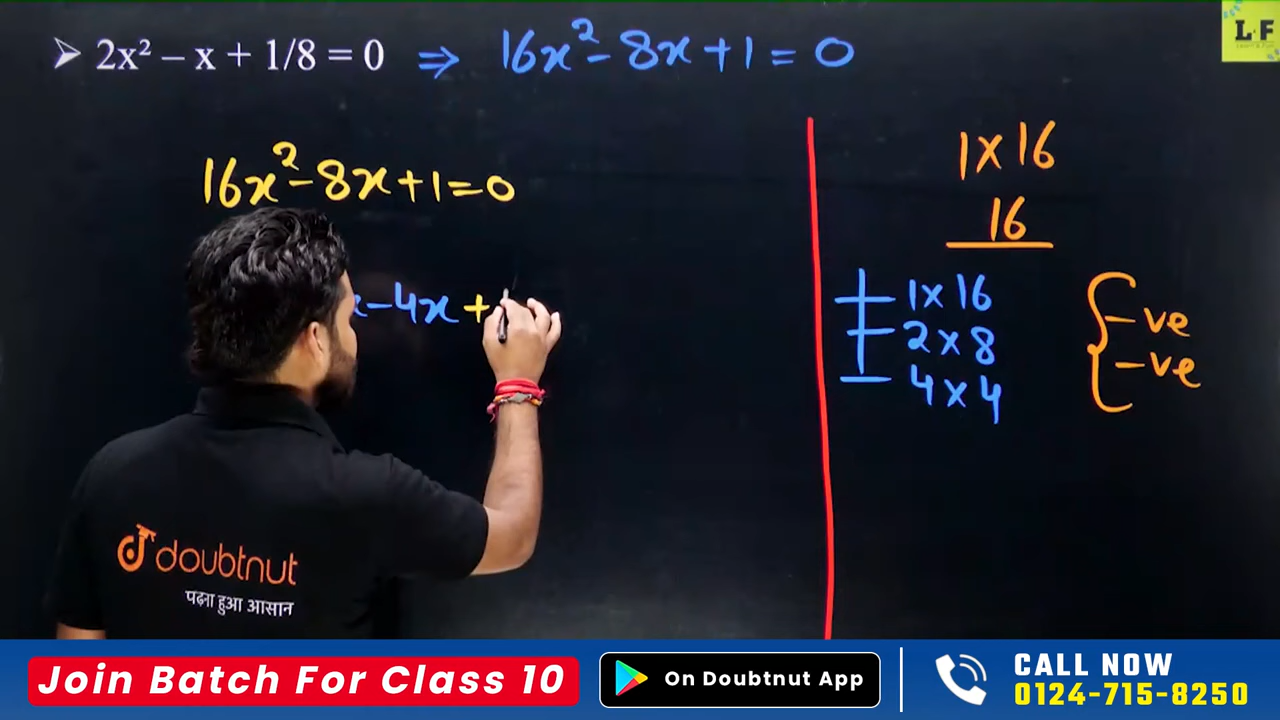 ➤ 2x² – x + 1/8 = 0 ⇒ 16x² - 8x + 1 = 0
16x² - 8x + 1 = 0
x - 4x +
1 x 16
16
1 x 16
2 x 8
4 x 4
-ve
-ve
L F
doubtnut
पढ़ना हुआ आसान
Join Batch For Class 10
On Doubtnut App
CALL NOW
0124-715-8250